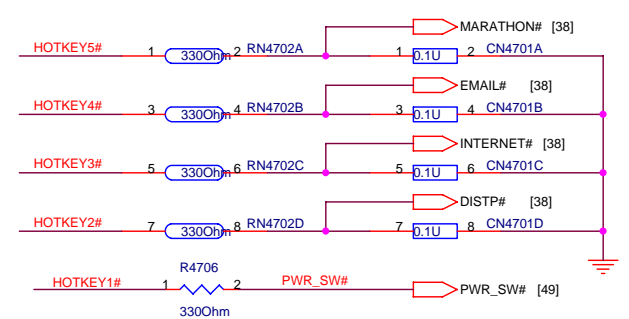 MARATHON# [38]
HOTKEY5# 1 330Ohm 2 RN4702A 1 0.1U 2 CN4701A
EMAIL# [38]
HOTKEY4# 3 330Ohm 4 RN4702B 3 0.1U 4 CN4701B
INTERNET# [38]
HOTKEY3# 5 330Ohm 6 RN4702C 5 0.1U 6 CN4701C
DISTP# [38]
HOTKEY2# 7 330Ohm 8 RN4702D 7 0.1U 8 CN4701D
R4706
HOTKEY1# 1 2 PWR_SW# PWR_SW# [49]
330Ohm